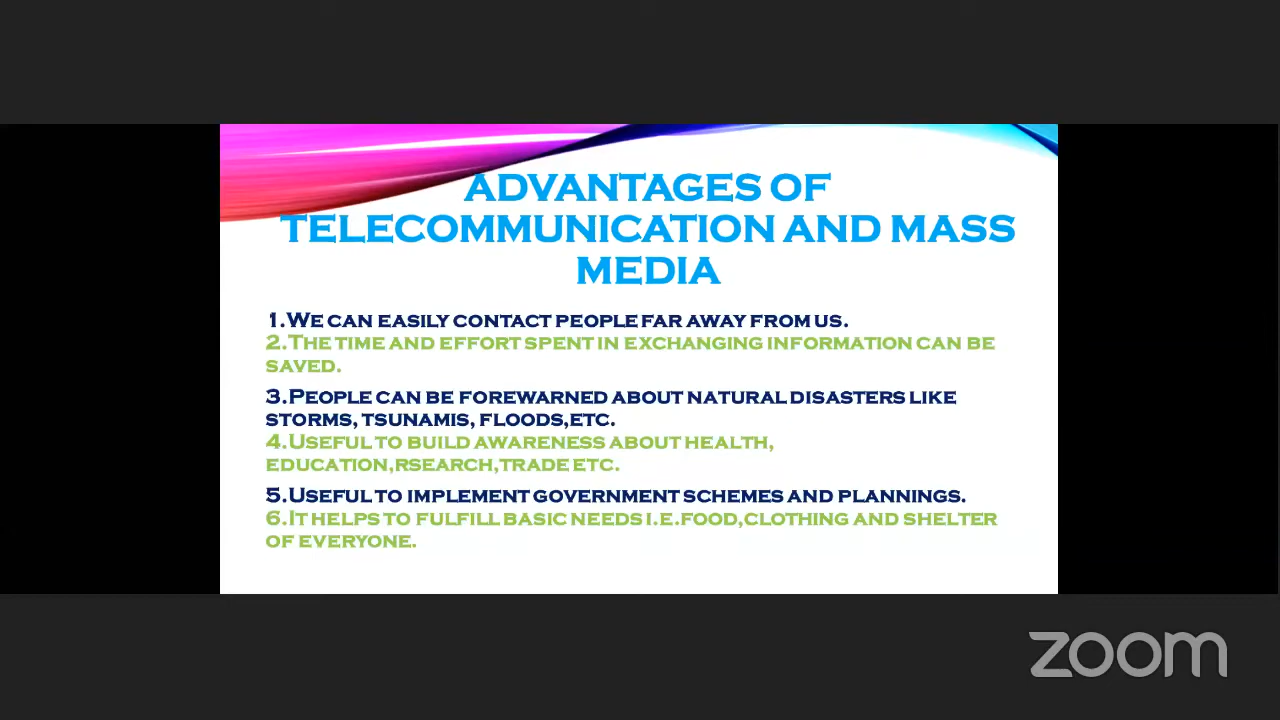 ADVANTAGES OF
TELECOMMUNICATION AND MASS
MEDIA
1.WE CAN EASILY CONTACT PEOPLE FAR AWAY FROM US.
2.THE TIME AND EFFORT SPENT IN EXCHANGING INFORMATION CAN BE
SAVED.
3.PEOPLE CAN BE FOREWARNED ABOUT NATURAL DISASTERS LIKE
STORMS, TSUNAMIS, FLOODS,ETC.
4.USEFUL TO BUILD AWARENESS ABOUT HEALTH,
EDUCATION,RSEARCH,TRADE ETC.
5.USEFUL TO IMPLEMENT GOVERNMENT SCHEMES AND PLANNINGS.
6.IT HELPS TO FULFILL BASIC NEEDS I.E.FOOD,CLOTHING AND SHELTER
OF EVERYONE.
zoom